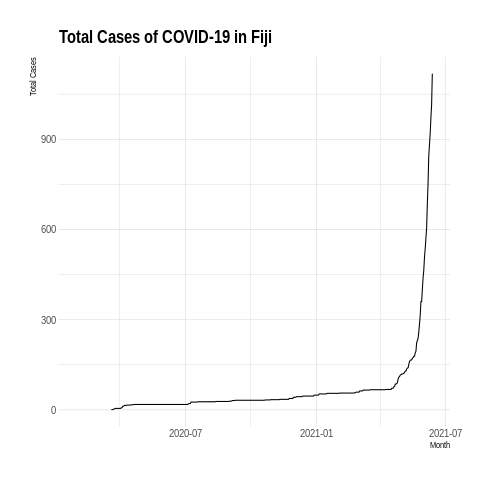 Total Cases of COVID-19 in Fiji
Total Cases
900
600
300
0
2020-07
2021-01
2021-07
Month